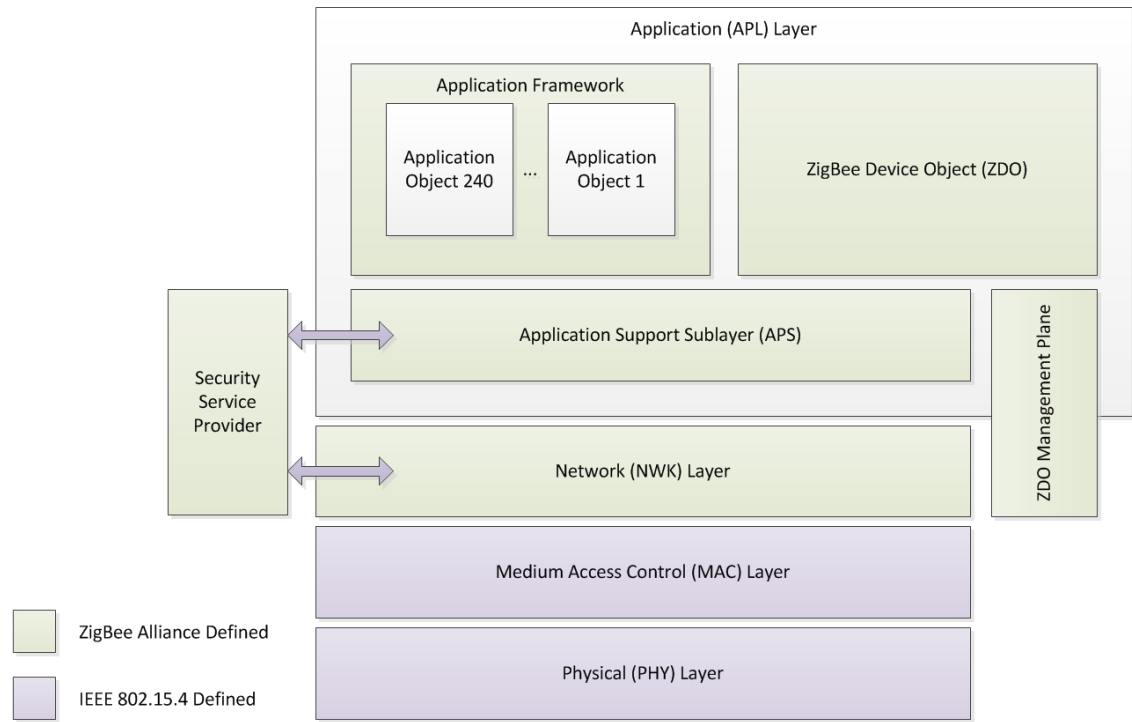 Application (APL) Layer
Application Framework
Application
Object 240
...
Application
Object 1
ZigBee Device Object (ZDO)
Security
Service
Provider
Application Support Sublayer (APS)
ZDO Management Plane
Network (NWK) Layer
Medium Access Control (MAC) Layer
Physical (PHY) Layer
ZigBee Alliance Defined
IEEE 802.15.4 Defined